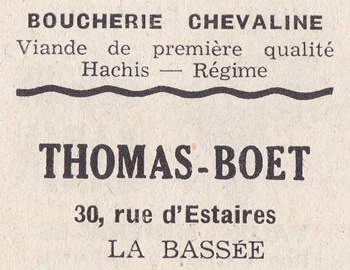 BOUCHERIE CHEVALINE
Viande de première qualité
Hachis — Régime
THOMAS-BOET
30, rue d'Estaires
LA BASSÉE